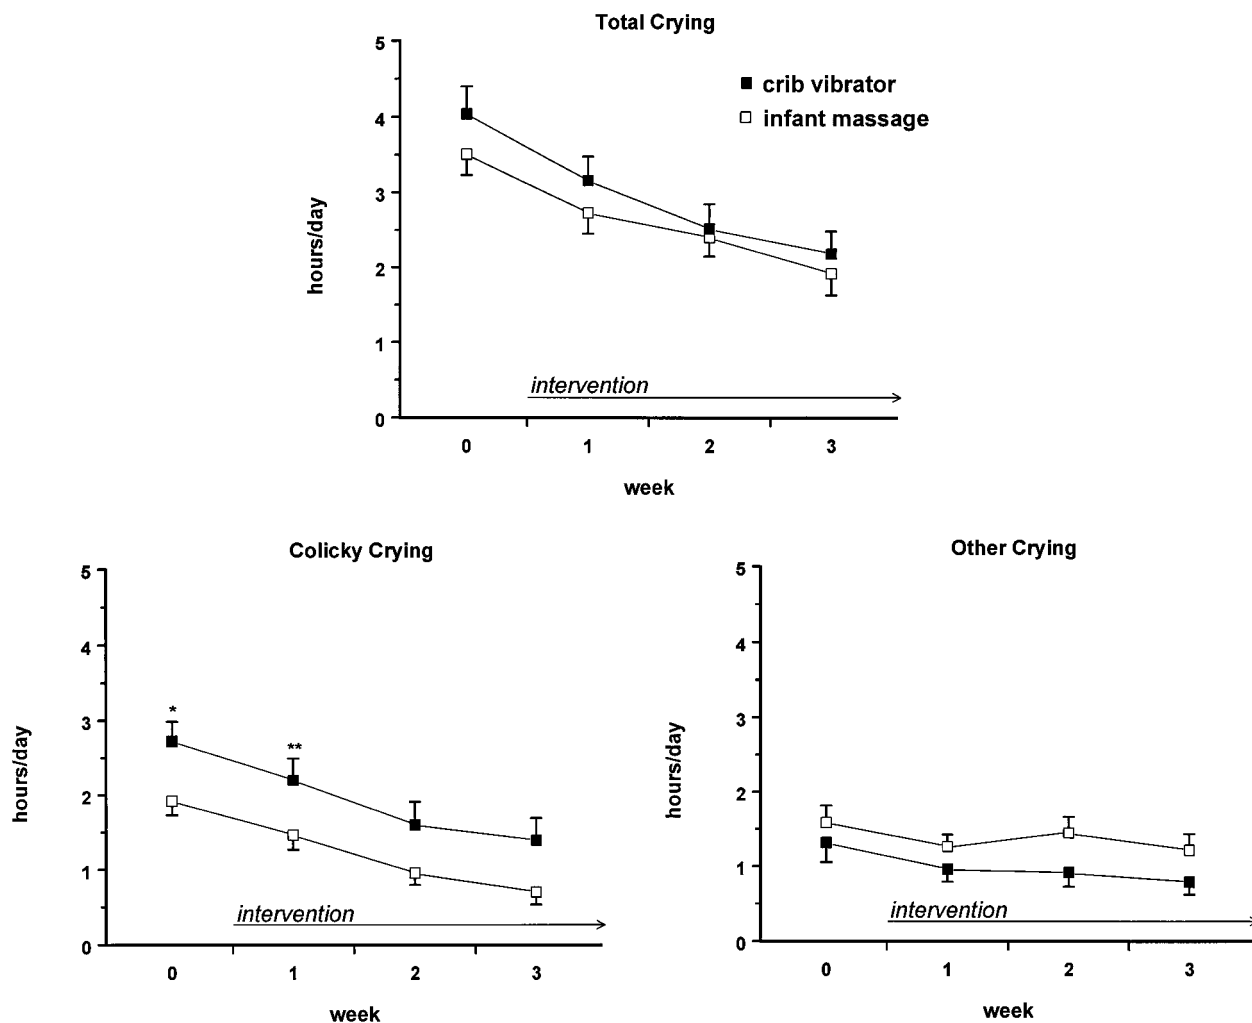 Total Crying
5
4
3
2
1
0
hours/day
crib vibrator
infant massage
intervention
0 1 2 3
week
Colicky Crying
5
4
3
2
1
0
hours/day
*
**
intervention
0 1 2 3
week
Other Crying
5
4
3
2
1
0
hours/day
intervention
0 1 2 3
week